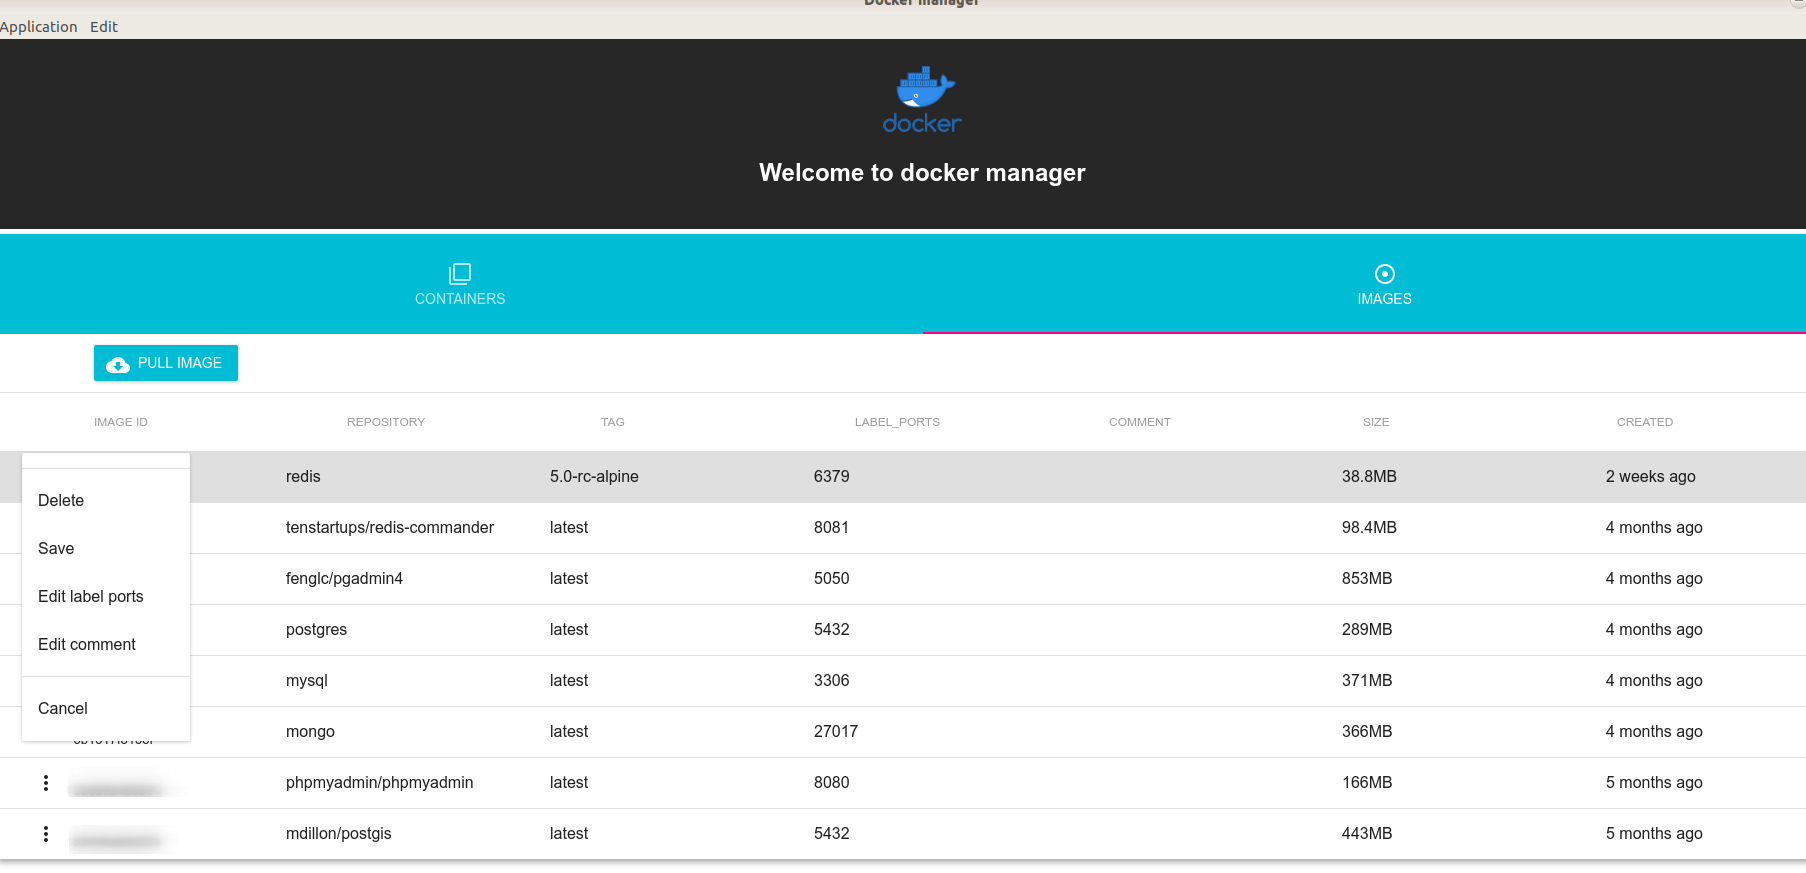 Docker manager
Application Edit
docker
Welcome to docker manager
CONTAINERS IMAGES
PULL IMAGE
IMAGE ID REPOSITORY TAG LABEL_PORTS COMMENT SIZE CREATED
redis 5.0-rc-alpine 6379 38.8MB 2 weeks ago
Delete
tenstartups/redis-commander latest 8081 98.4MB 4 months ago
Save
fenglc/pgadmin4 latest 5050 853MB 4 months ago
Edit label ports
postgres latest 5432 289MB 4 months ago
Edit comment
mysql latest 3306 371MB 4 months ago
Cancel
mongo latest 27017 366MB 4 months ago
phpmyadmin/phpmyadmin latest 8080 166MB 5 months ago
mdillon/postgis latest 5432 443MB 5 months ago